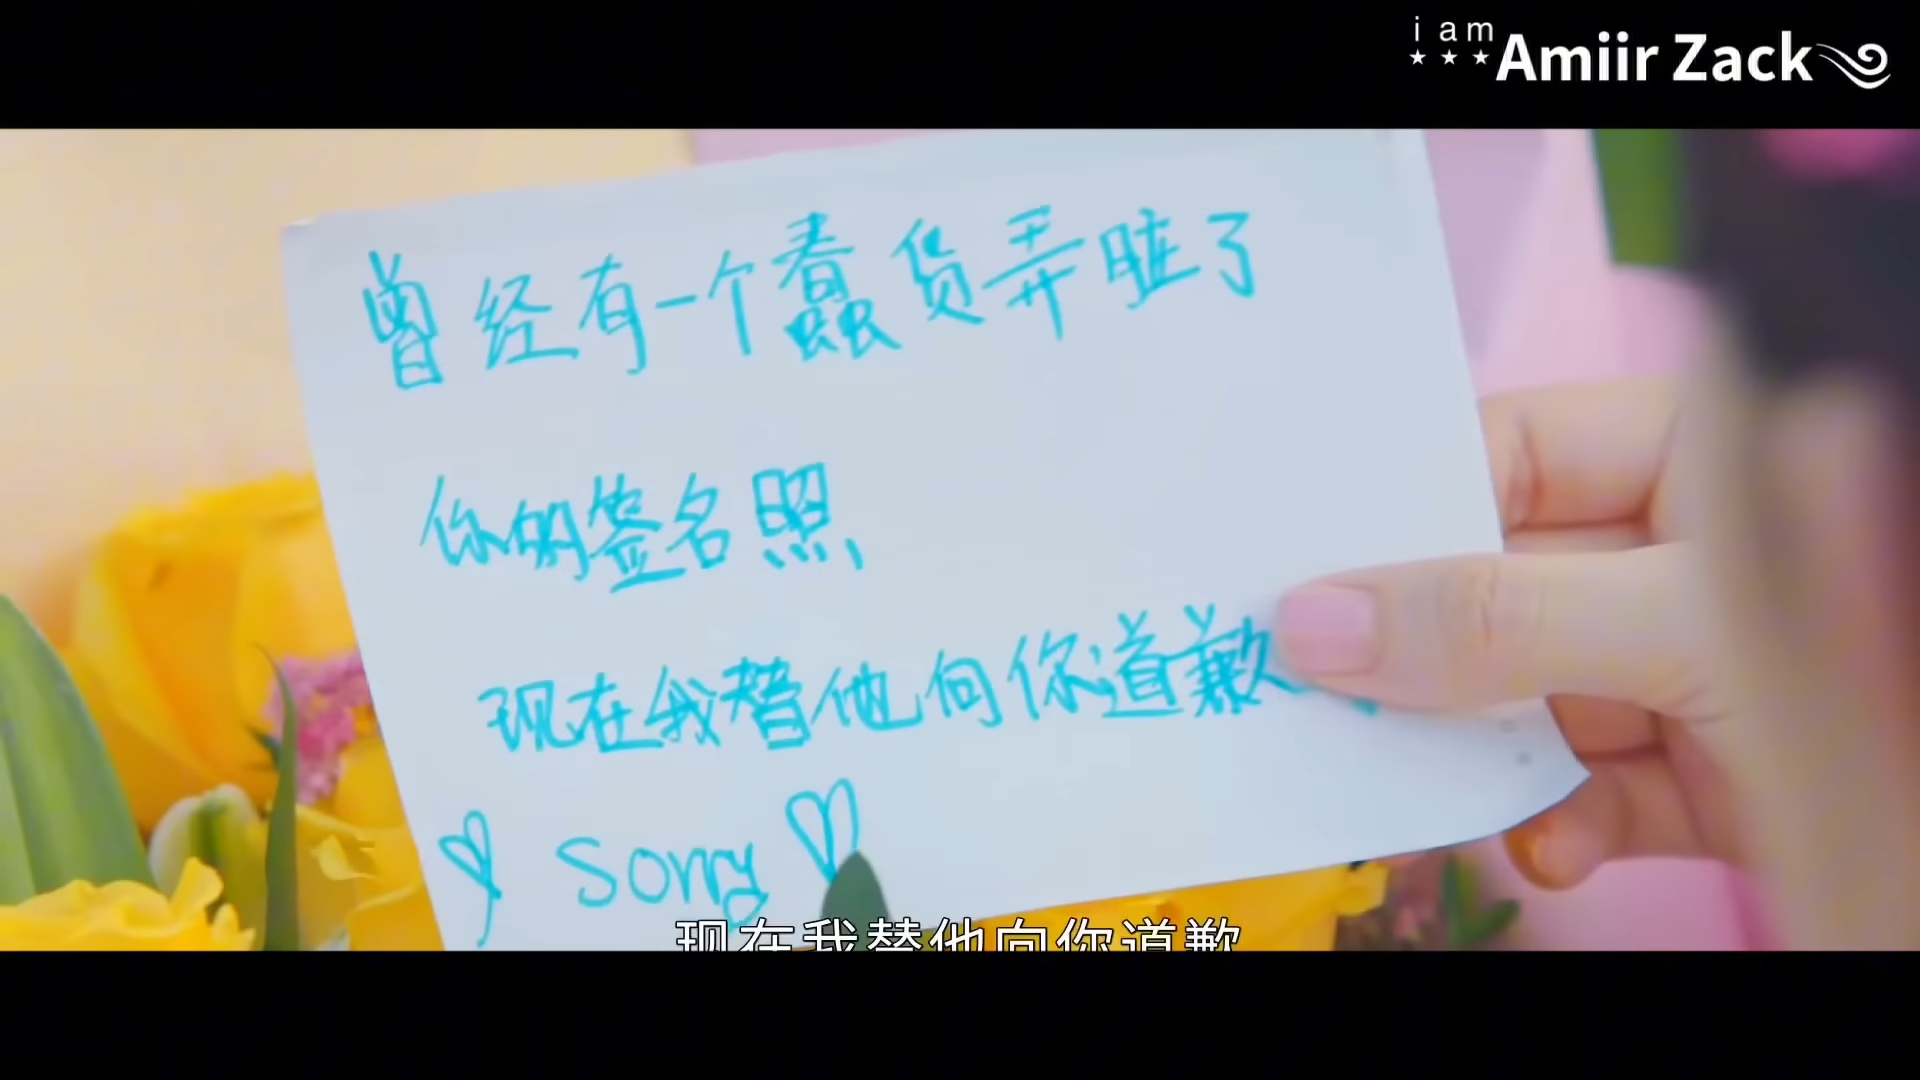 i am
★ ★ ★Amiir Zack
曾经有一个蠢货弄脏了
你的签名照,
现在我替他向你道歉
♡ Sorry ♡
现在我替他向你道歉